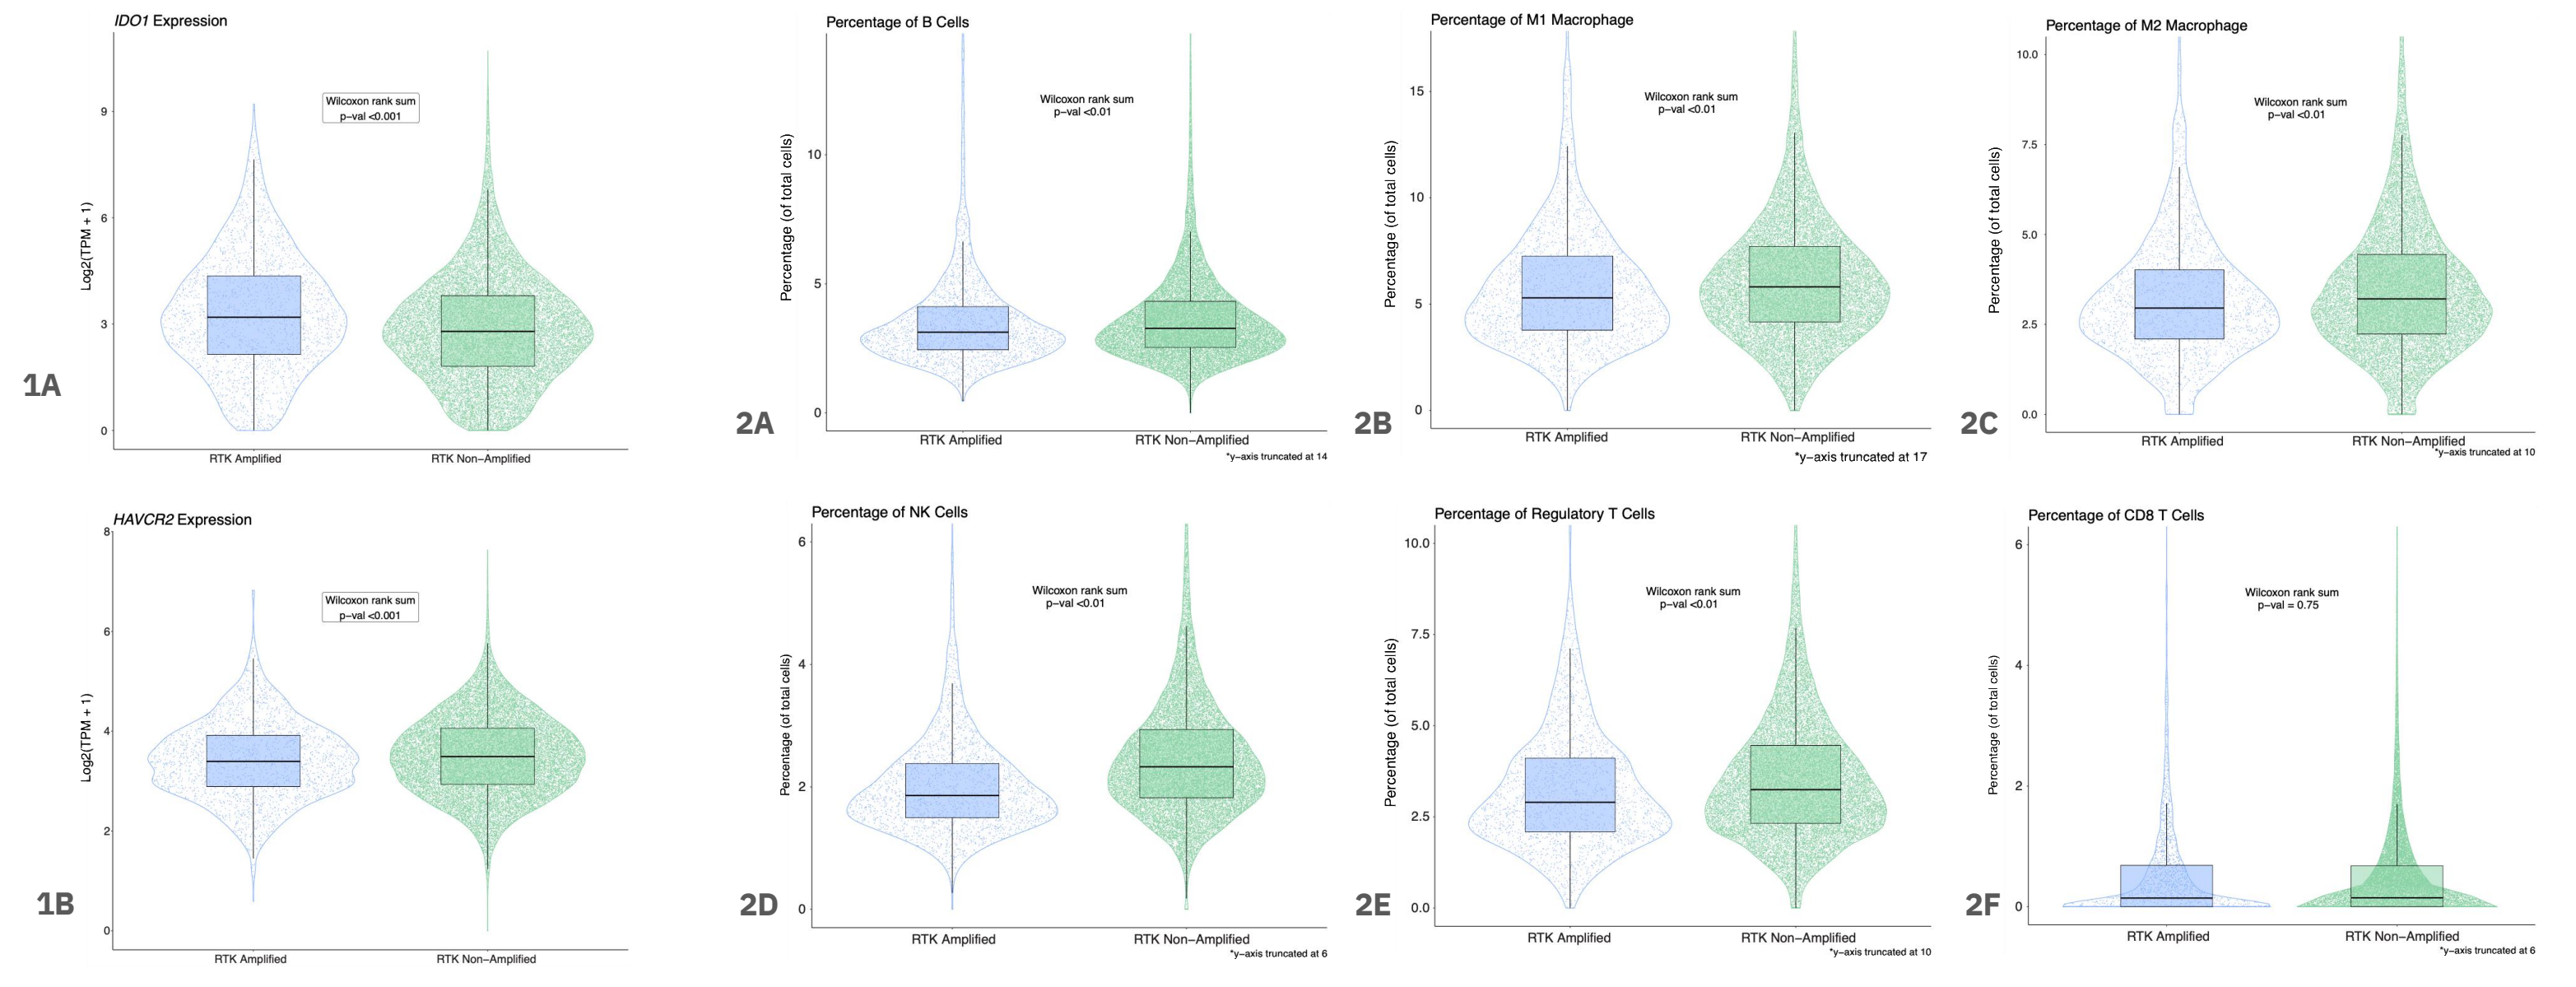 IDO1 Expression
Log2(TPM + 1)
9
6
3
0
Wilcoxon rank sum
p−val <0.001
RTK Amplified
RTK Non−Amplified
1A
Percentage of B Cells
Percentage (of total cells)
10
5
0
Wilcoxon rank sum
p−val <0.01
RTK Amplified
RTK Non−Amplified
*y−axis truncated at 14
2A
Percentage of M1 Macrophage
Percentage (of total cells)
15
10
5
0
Wilcoxon rank sum
p−val <0.01
RTK Amplified
RTK Non−Amplified
*y−axis truncated at 17
2B
Percentage of M2 Macrophage
Percentage (of total cells)
10.0
7.5
5.0
2.5
0.0
Wilcoxon rank sum
p−val <0.01
RTK Amplified
RTK Non−Amplified
*y−axis truncated at 10
2C
HAVCR2 Expression
Log2(TPM + 1)
8
6
4
2
0
Wilcoxon rank sum
p−val <0.001
RTK Amplified
RTK Non−Amplified
1B
Percentage of NK Cells
Percentage (of total cells)
6
4
2
0
Wilcoxon rank sum
p−val <0.01
RTK Amplified
RTK Non−Amplified
*y−axis truncated at 6
2D
Percentage of Regulatory T Cells
Percentage (of total cells)
10.0
7.5
5.0
2.5
0.0
Wilcoxon rank sum
p−val <0.01
RTK Amplified
RTK Non−Amplified
*y−axis truncated at 10
2E
Percentage of CD8 T Cells
Percentage (of total cells)
6
4
2
0
Wilcoxon rank sum
p−val = 0.75
RTK Amplified
RTK Non−Amplified
*y−axis truncated at 6
2F